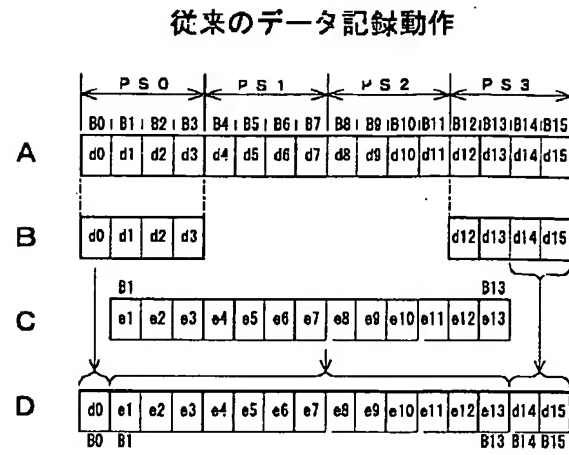 従来のデータ記録動作
PS0 PS1 PS2 PS3
B0 B1 B2 B3 B4 B5 B6 B7 B8 B9 B10 B11 B12 B13 B14 B15
A d0 d1 d2 d3 d4 d5 d6 d7 d8 d9 d10 d11 d12 d13 d14 d15
B d0 d1 d2 d3 d12 d13 d14 d15
B1 B13
C e1 e2 e3 e4 e5 e6 e7 e8 e9 e10 e11 e12 e13
D d0 e1 e2 e3 e4 e5 e6 e7 e8 e9 e10 e11 e12 e13 d14 d15
B0 B1 B13 B14 B15